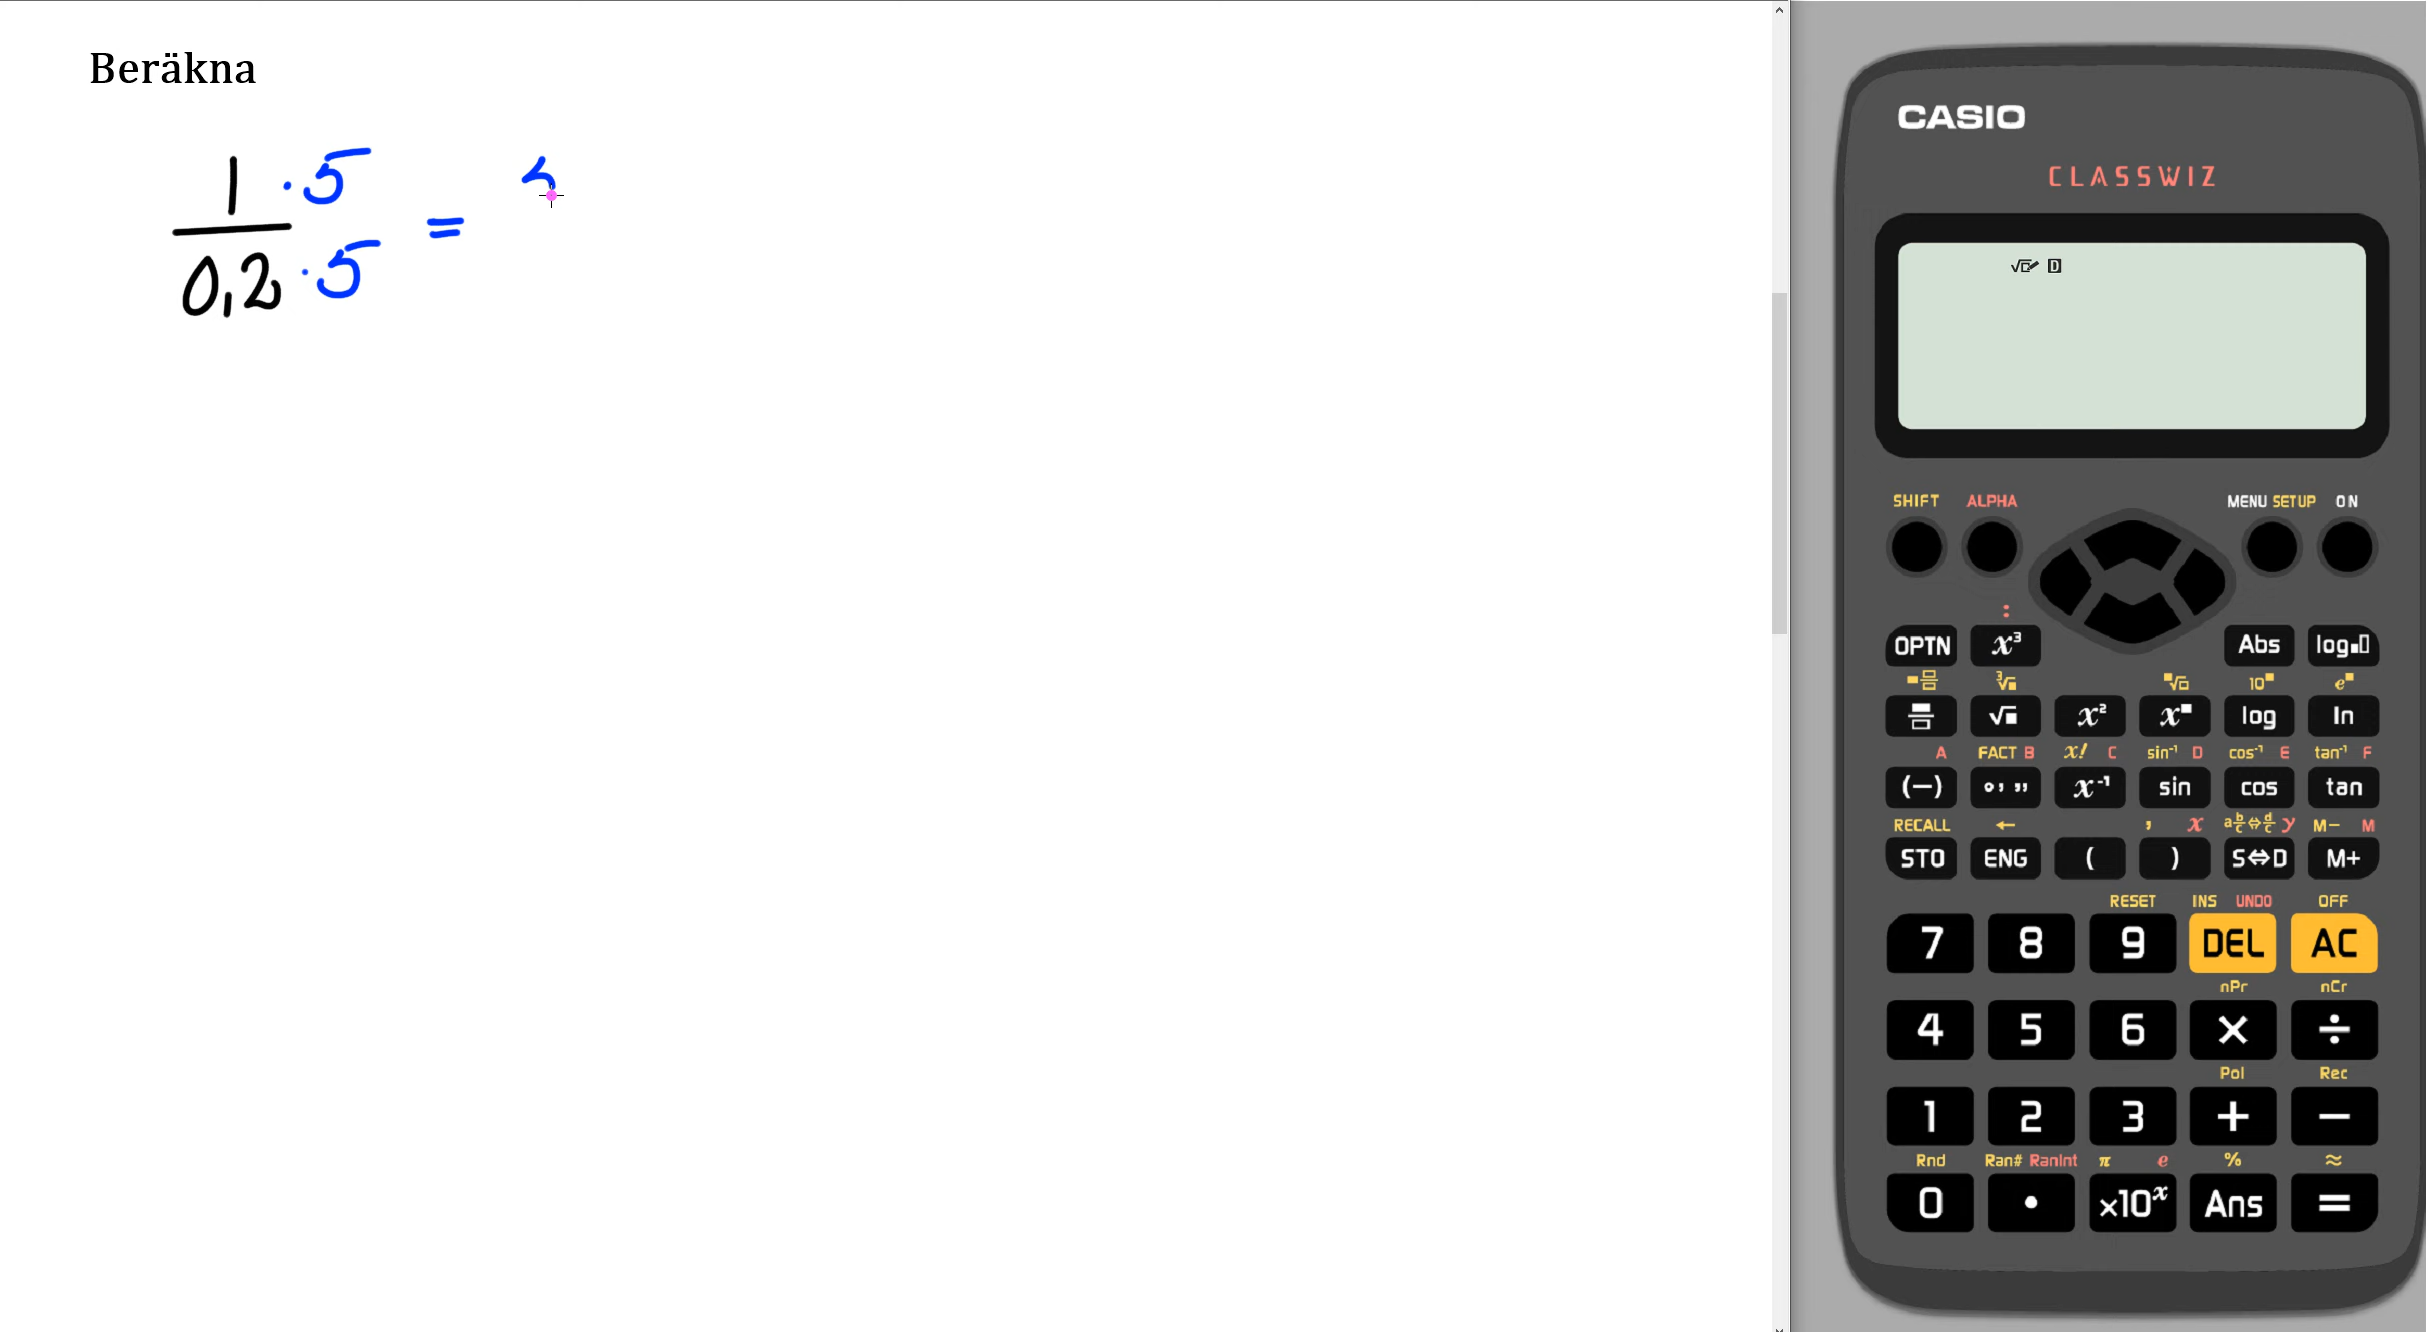 Beräkna
1 · 5
0,2 · 5
=
CASIO
CLASSWIZ
√ D
SHIFT ALPHA MENU SETUP ON
:
OPTN x³ Abs log
³√ √ 10 e
√ x² x log ln
A FACT B x! C sin⁻¹ D cos⁻¹ E tan⁻¹ F
(−) ° ' '' x⁻¹ sin cos tan
RECALL ← , x a b/c⇔d/c y M− M
STO ENG ( ) S⇔D M+
RESET INS UNDO OFF
7 8 9 DEL AC
nPr nCr
4 5 6 × ÷
Pol Rec
1 2 3 + −
Rnd Ran# RanInt π e % ≈
0 • ×10ˣ Ans =